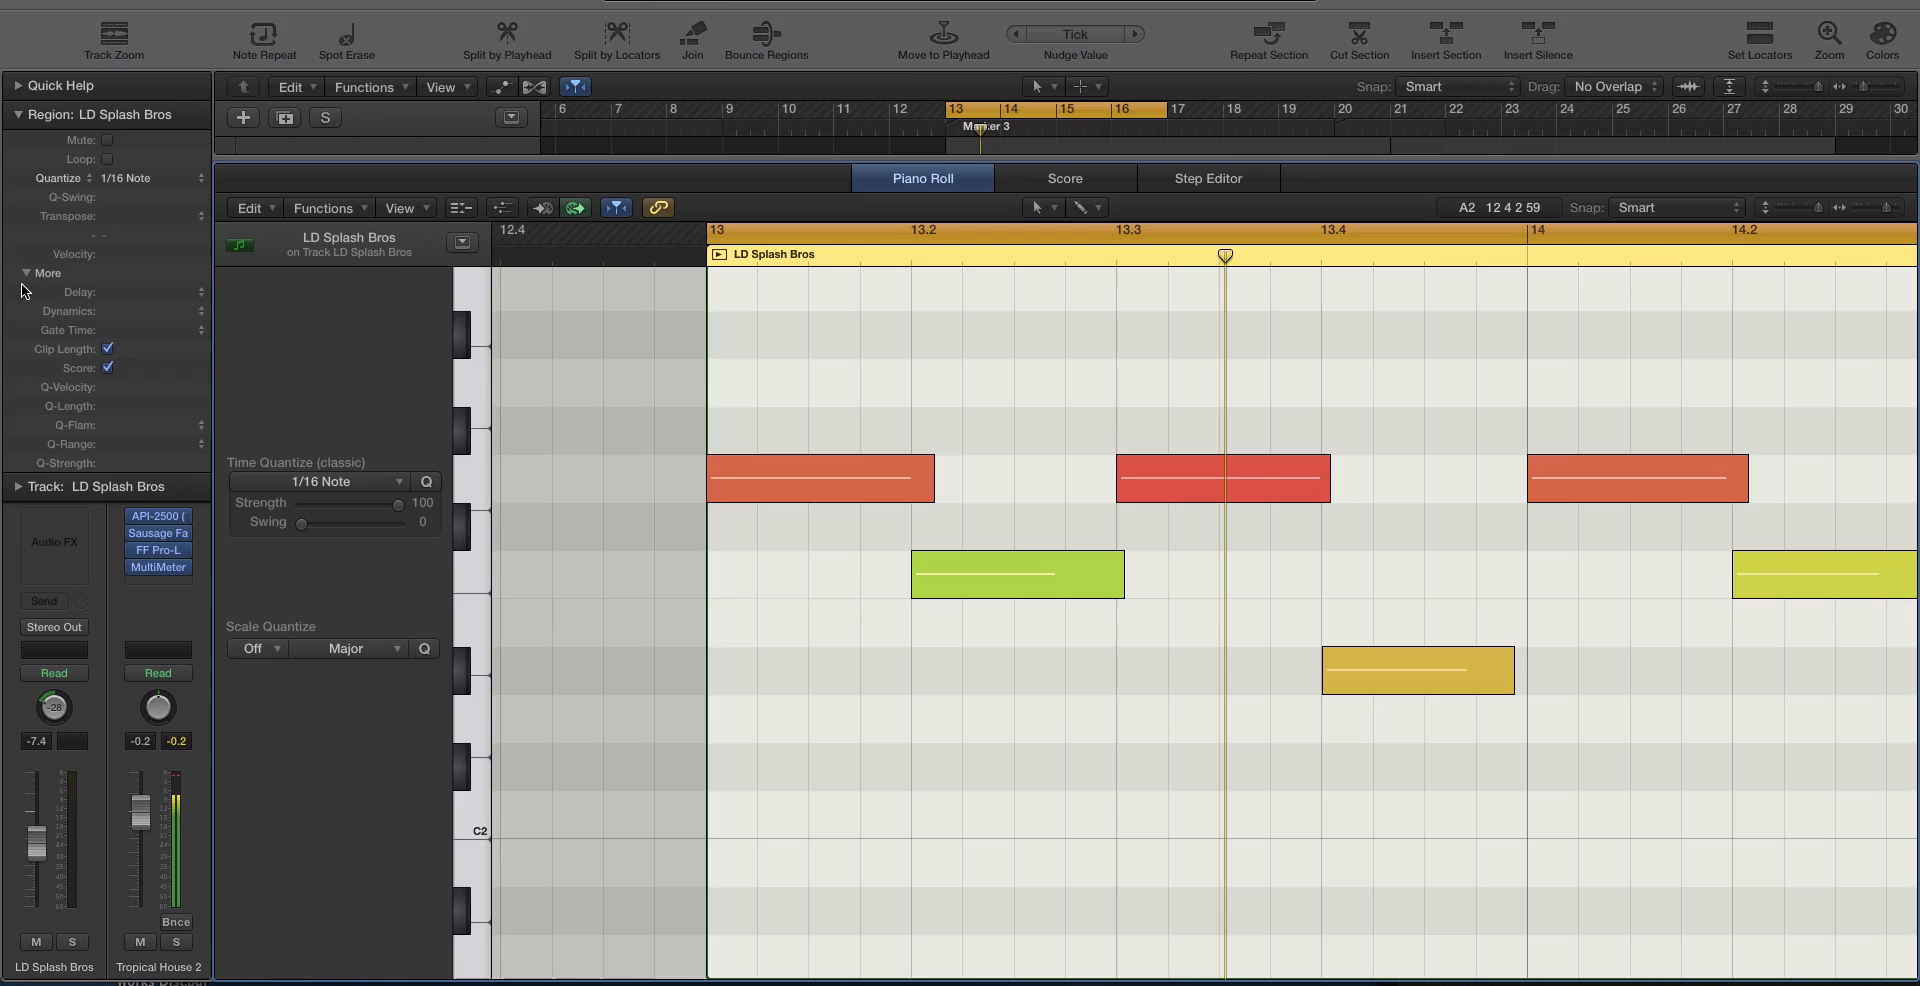 Track Zoom Note Repeat Spot Erase Split by Playhead Split by Locators Join Bounce Regions Move to Playhead Tick Nudge Value Repeat Section Cut Section Insert Section Insert Silence Set Locators Zoom Colors
Quick Help
Region: LD Splash Bros
Mute:
Loop:
Quantize 1/16 Note
Q-Swing:
Transpose:
- -
Velocity:
More
Delay:
Dynamics:
Gate Time:
Clip Length:
Score:
Q-Velocity:
Q-Length:
Q-Flam:
Q-Range:
Q-Strength:
Track: LD Splash Bros
Audio FX
API-2500 (
Sausage Fa
FF Pro-L
MultiMeter
Send
Stereo Out
Read Read
-28
-7.4 -0.2 -0.2
Bnce
M S M S
LD Splash Bros Tropical House 2
Edit Functions View Snap: Smart Drag: No Overlap
S 6 7 8 9 10 11 12 13 14 15 16 17 18 19 20 21 22 23 24 25 26 27 28 29 30
Marker 3
Piano Roll Score Step Editor
Edit Functions View A2 12 4 2 59 Snap: Smart
12.4 13 13.2 13.3 13.4 14 14.2
LD Splash Bros
on Track LD Splash Bros
LD Splash Bros
Time Quantize (classic)
1/16 Note Q
Strength 100
Swing 0
Scale Quantize
Off Major Q
C2